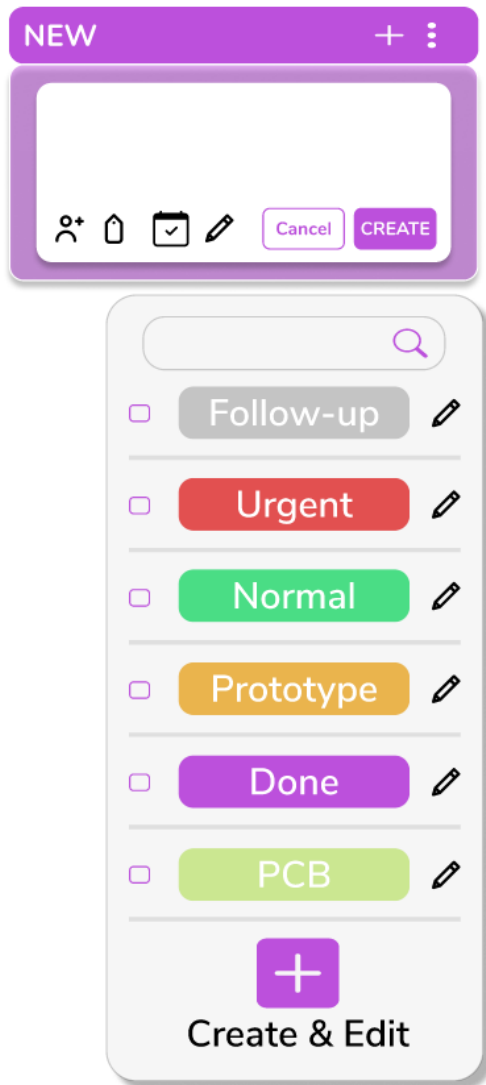 NEW
Cancel CREATE
Follow-up
Urgent
Normal
Prototype
Done
PCB
Create & Edit